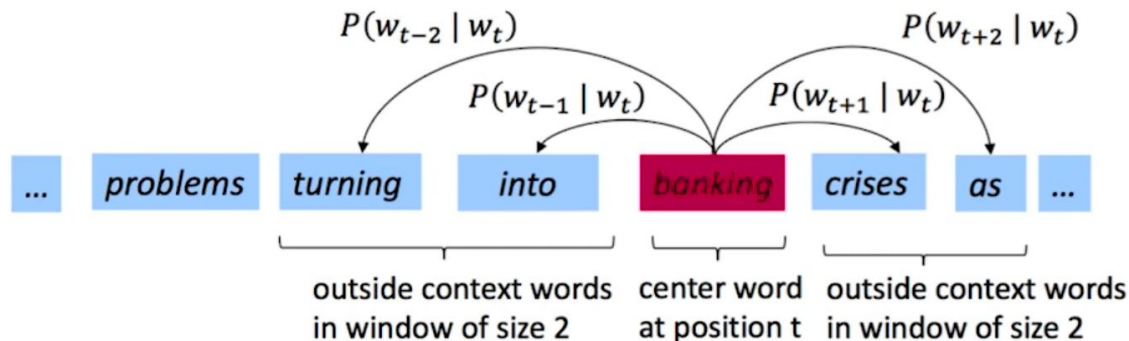 P(w_{t−2} | w_t) P(w_{t+2} | w_t)
P(w_{t−1} | w_t) P(w_{t+1} | w_t)
... problems turning into banking crises as ...
outside context words center word outside context words
in window of size 2 at position t in window of size 2